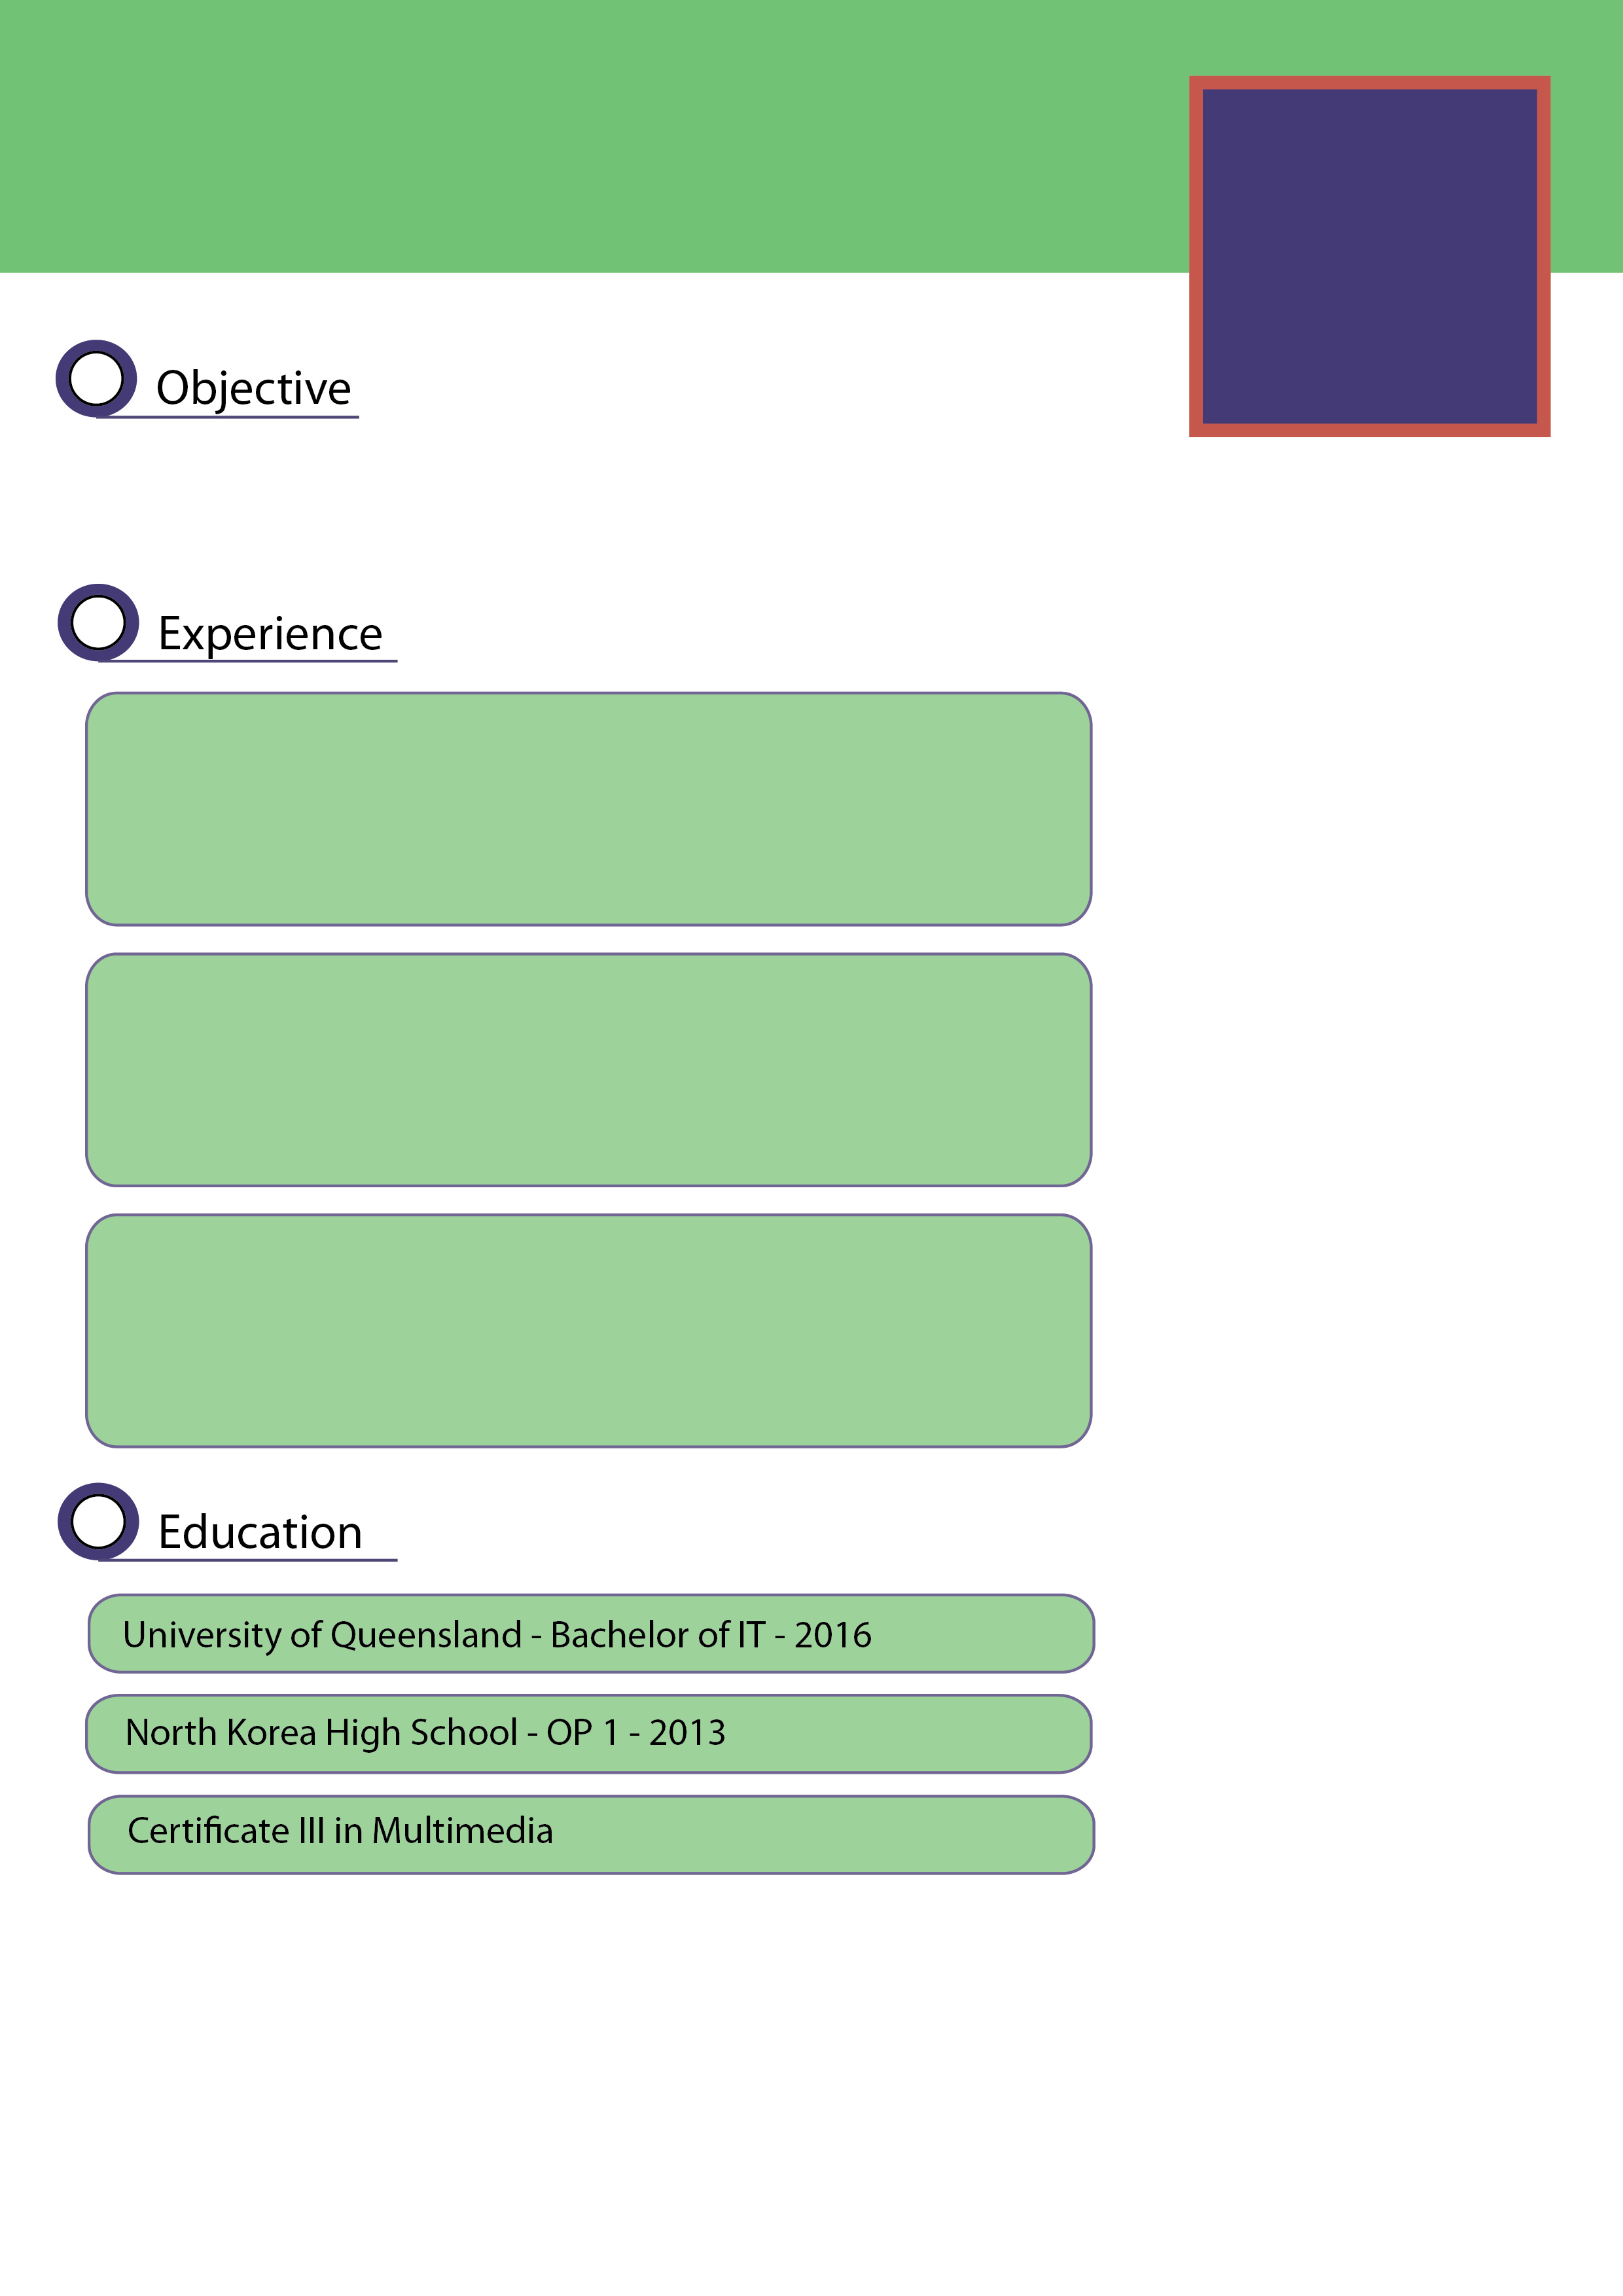 Objective
Experience
Education
University of Queensland - Bachelor of IT - 2016
North Korea High School - OP 1 - 2013
Certificate III in Multimedia